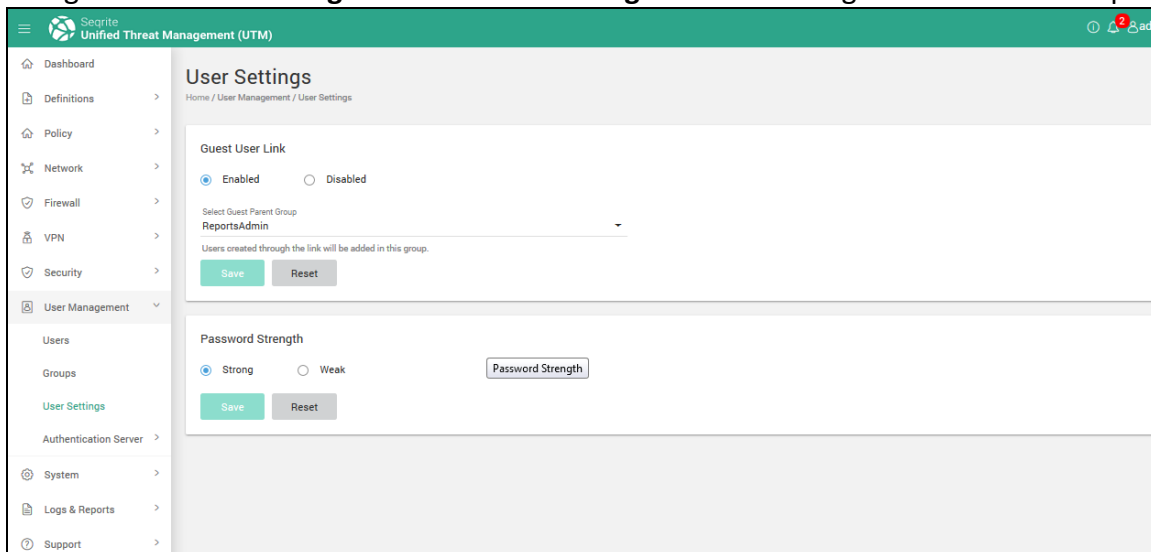 Seqrite
Unified Threat Management (UTM)
2
Dashboard
Definitions
Policy
Network
Firewall
VPN
Security
User Management
Users
Groups
User Settings
Authentication Server
System
Logs & Reports
Support
User Settings
Home / User Management / User Settings
Guest User Link
Enabled Disabled
Select Guest Parent Group
ReportsAdmin
Users created through the link will be added in this group.
Save Reset
Password Strength
Strong Weak Password Strength
Save Reset